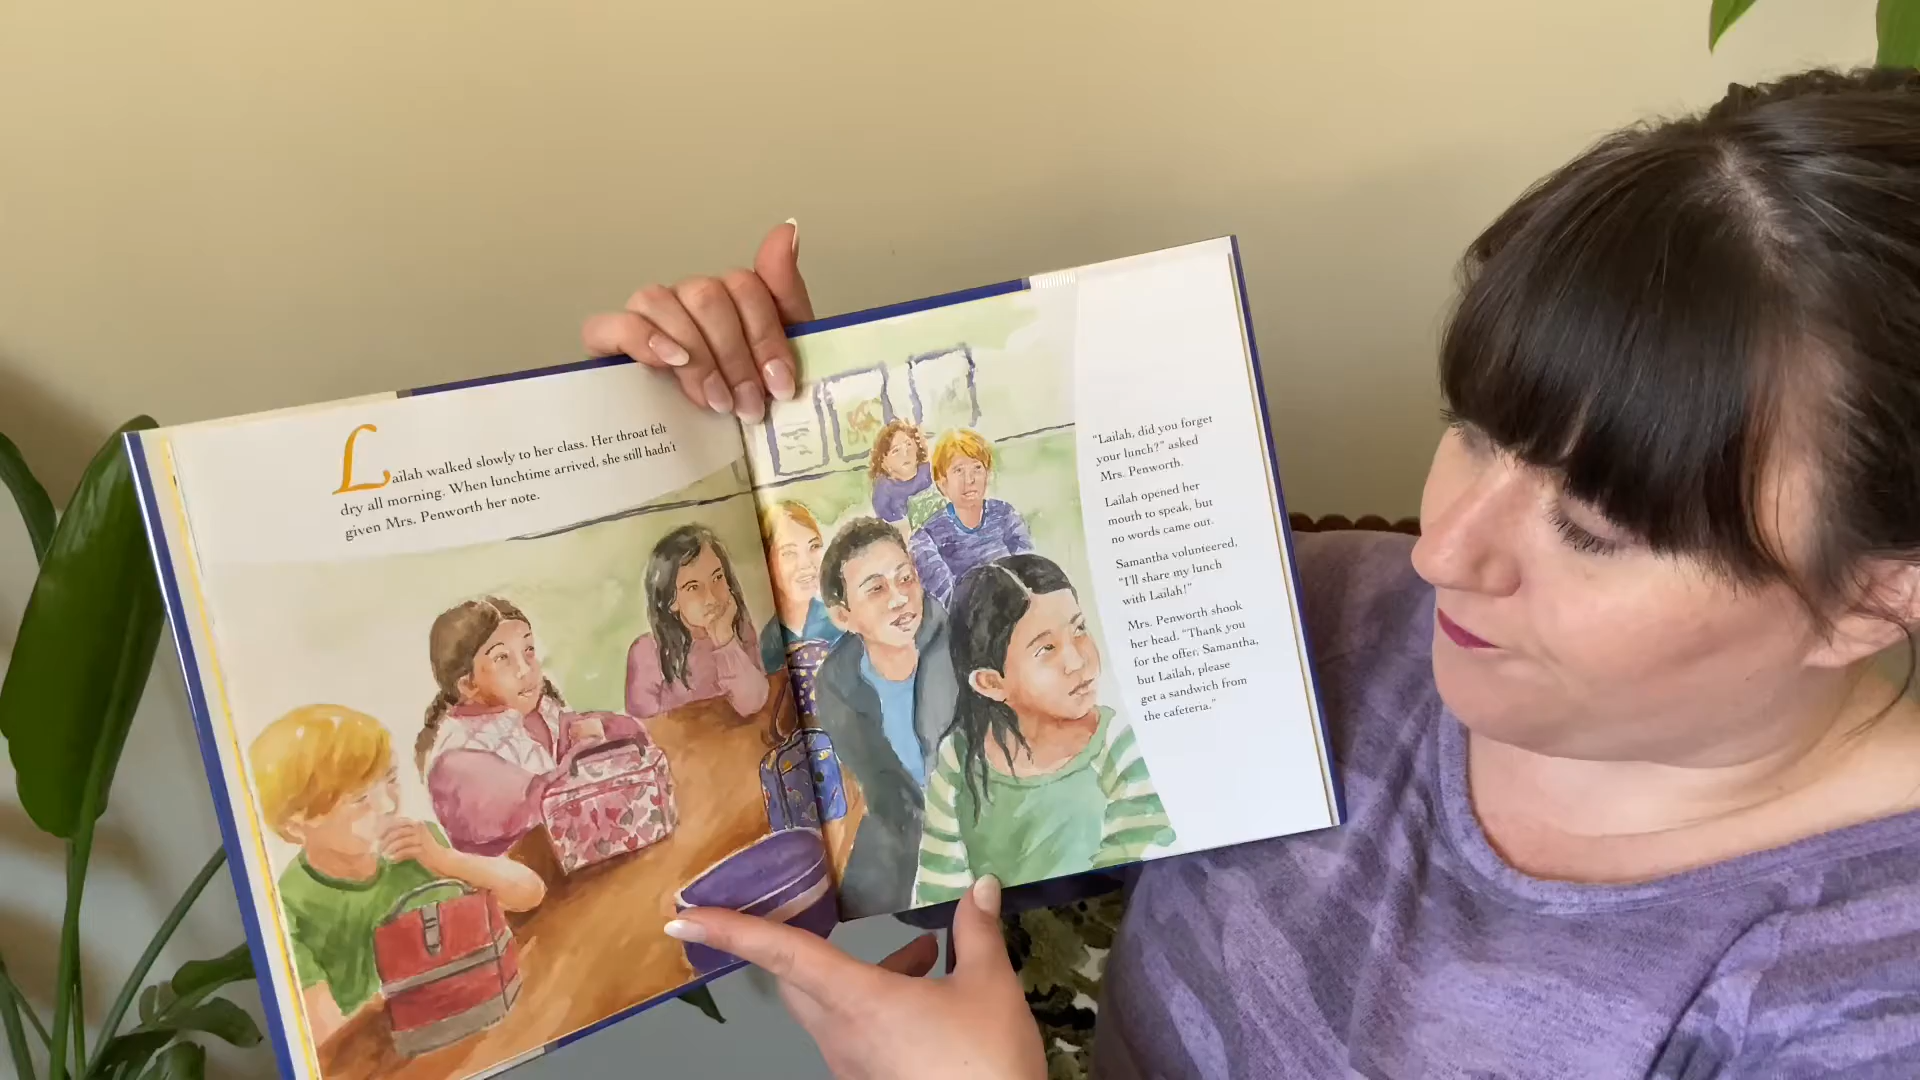 Lailah walked slowly to her class. Her throat felt
dry all morning. When lunchtime arrived, she still hadn't
given Mrs. Penworth her note.
"Lailah, did you forget
your lunch?" asked
Mrs. Penworth.
Lailah opened her
mouth to speak, but
no words came out.
Samantha volunteered,
"I'll share my lunch
with Lailah!"
Mrs. Penworth shook
her head. "Thank you
for the offer, Samantha,
but Lailah, please
get a sandwich from
the cafeteria."